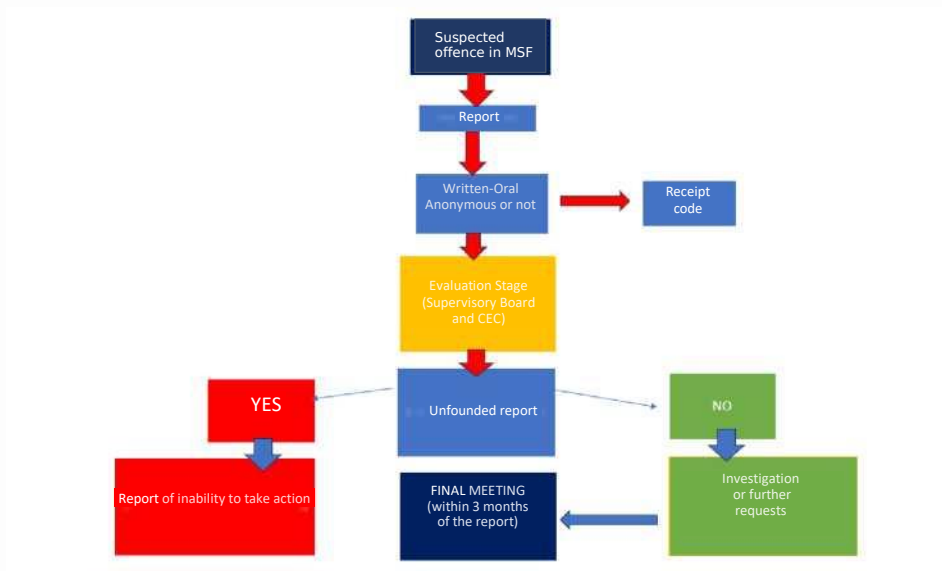 Suspected
offence in MSF
Report
Written-Oral
Anonymous or not
Receipt
code
Evaluation Stage
(Supervisory Board
and CEC)
YES
Unfounded report
NO
Report of inability to take action
FINAL MEETING
(within 3 months
of the report)
Investigation
or further
requests